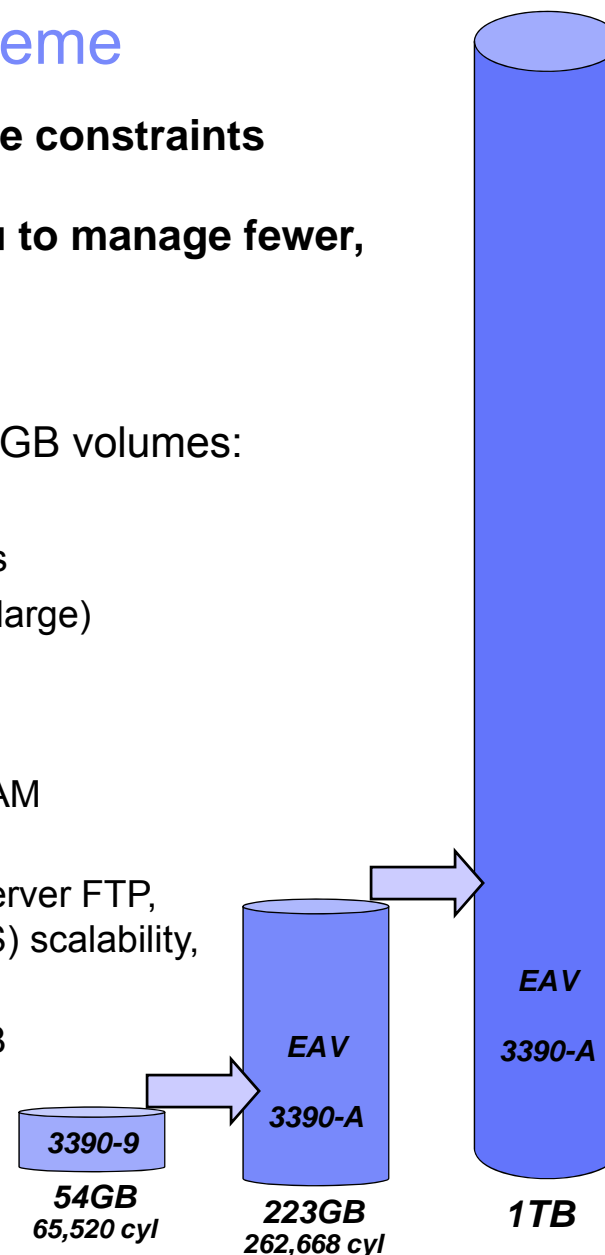 eme
e constraints
u to manage fewer,
GB volumes:
s
large)
AM
erver FTP,
S) scalability,
B
3390-9
54GB
65,520 cyl
EAV
3390-A
223GB
262,668 cyl
EAV
3390-A
1TB